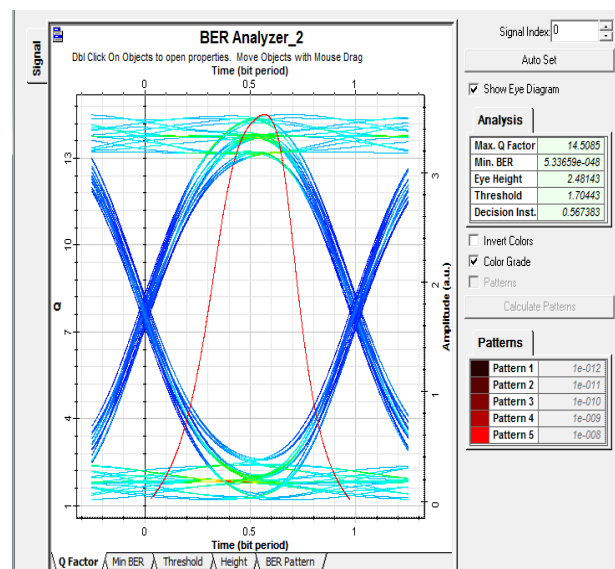 Signal
BER Analyzer_2
Dbl Click On Objects to open properties. Move Objects with Mouse Drag
Time (bit period)
0 0.5 1
Q
13
10
7
4
1
Amplitude (a.u.)
3
2
1
0
0 0.5 1
Time (bit period)
Q Factor Min BER Threshold Height BER Pattern
Signal Index: 0
Auto Set
Show Eye Diagram
Analysis
Max. Q Factor 14.5085
Min. BER 5.33659e-048
Eye Height 2.48143
Threshold 1.70443
Decision Inst. 0.567383
Invert Colors
Color Grade
Patterns
Calculate Patterns
Patterns
Pattern 1 1e-012
Pattern 2 1e-011
Pattern 3 1e-010
Pattern 4 1e-009
Pattern 5 1e-008